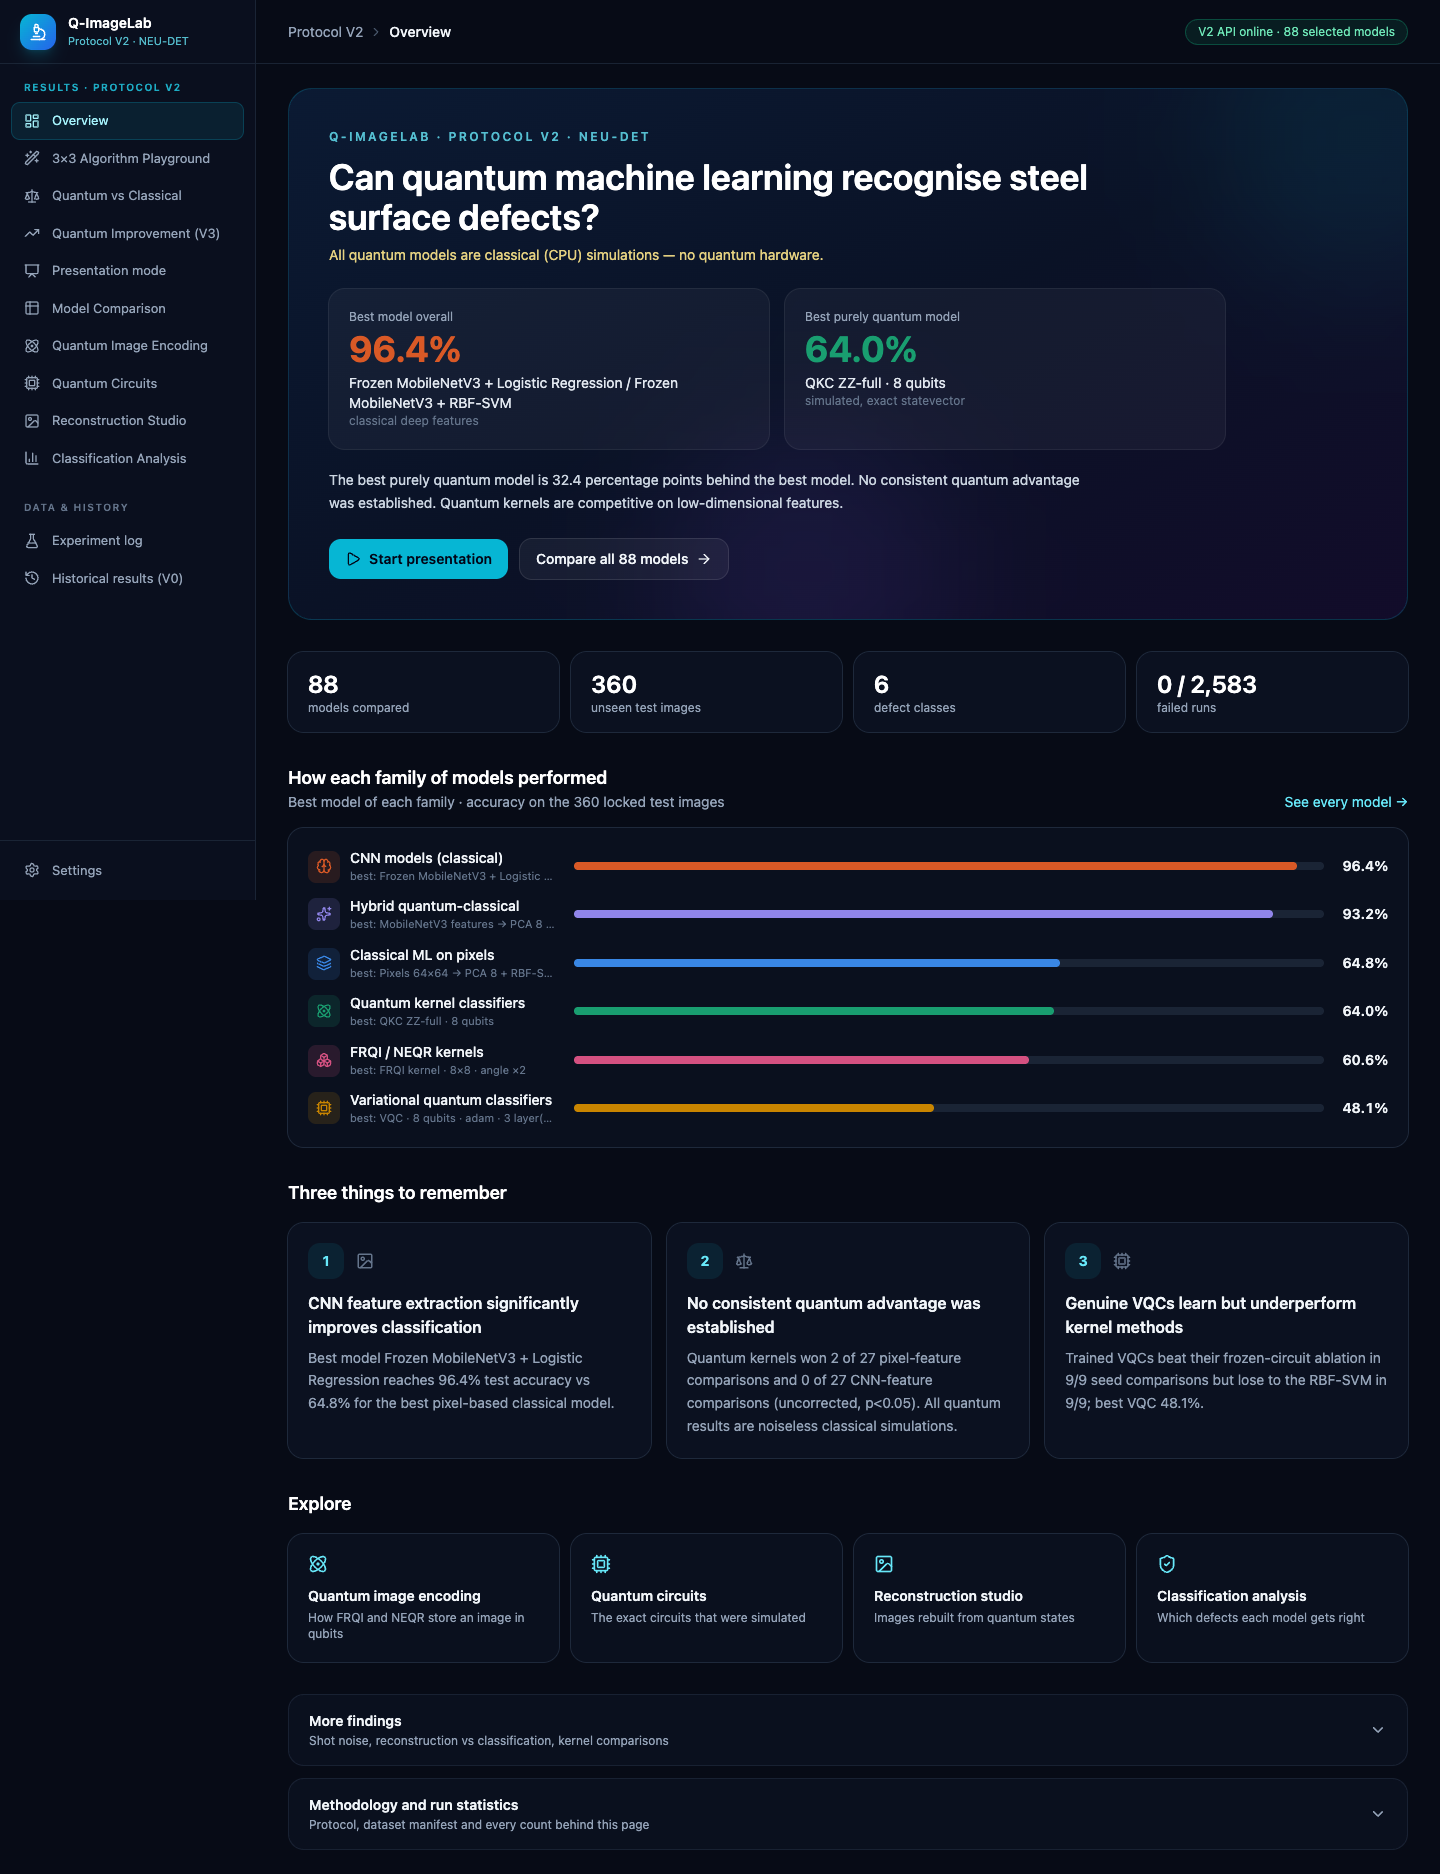 Q-ImageLab
Protocol V2 · NEU-DET
RESULTS · PROTOCOL V2
Overview
3×3 Algorithm Playground
Quantum vs Classical
Quantum Improvement (V3)
Presentation mode
Model Comparison
Quantum Image Encoding
Quantum Circuits
Reconstruction Studio
Classification Analysis
DATA & HISTORY
Experiment log
Historical results (V0)
Settings
Protocol V2 > Overview
V2 API online · 88 selected models
Q-IMAGELAB · PROTOCOL V2 · NEU-DET
Can quantum machine learning recognise steel
surface defects?
All quantum models are classical (CPU) simulations — no quantum hardware.
Best model overall
96.4%
Frozen MobileNetV3 + Logistic Regression / Frozen
MobileNetV3 + RBF-SVM
classical deep features
Best purely quantum model
64.0%
QKC ZZ-full · 8 qubits
simulated, exact statevector
The best purely quantum model is 32.4 percentage points behind the best model. No consistent quantum advantage
was established. Quantum kernels are competitive on low-dimensional features.
Start presentation
Compare all 88 models →
88
models compared
360
unseen test images
6
defect classes
0 / 2,583
failed runs
How each family of models performed
Best model of each family · accuracy on the 360 locked test images
See every model →
CNN models (classical)
best: Frozen MobileNetV3 + Logistic ...
96.4%
Hybrid quantum-classical
best: MobileNetV3 features → PCA 8 ...
93.2%
Classical ML on pixels
best: Pixels 64×64 → PCA 8 + RBF-S...
64.8%
Quantum kernel classifiers
best: QKC ZZ-full · 8 qubits
64.0%
FRQI / NEQR kernels
best: FRQI kernel · 8×8 · angle ×2
60.6%
Variational quantum classifiers
best: VQC · 8 qubits · adam · 3 layer(...
48.1%
Three things to remember
1
CNN feature extraction significantly
improves classification
Best model Frozen MobileNetV3 + Logistic
Regression reaches 96.4% test accuracy vs
64.8% for the best pixel-based classical model.
2
No consistent quantum advantage was
established
Quantum kernels won 2 of 27 pixel-feature
comparisons and 0 of 27 CNN-feature
comparisons (uncorrected, p<0.05). All quantum
results are noiseless classical simulations.
3
Genuine VQCs learn but underperform
kernel methods
Trained VQCs beat their frozen-circuit ablation in
9/9 seed comparisons but lose to the RBF-SVM in
9/9; best VQC 48.1%.
Explore
Quantum image encoding
How FRQI and NEQR store an image in
qubits
Quantum circuits
The exact circuits that were simulated
Reconstruction studio
Images rebuilt from quantum states
Classification analysis
Which defects each model gets right
More findings
Shot noise, reconstruction vs classification, kernel comparisons
Methodology and run statistics
Protocol, dataset manifest and every count behind this page